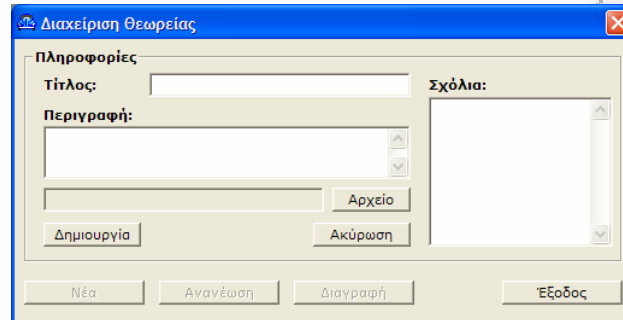 Διαχείριση Θεωρείας
Πληροφορίες
Τίτλος:
Σχόλια:
Περιγραφή:
Αρχείο
Δημιουργία
Ακύρωση
Νέα
Ανανέωση
Διαγραφή
Έξοδος